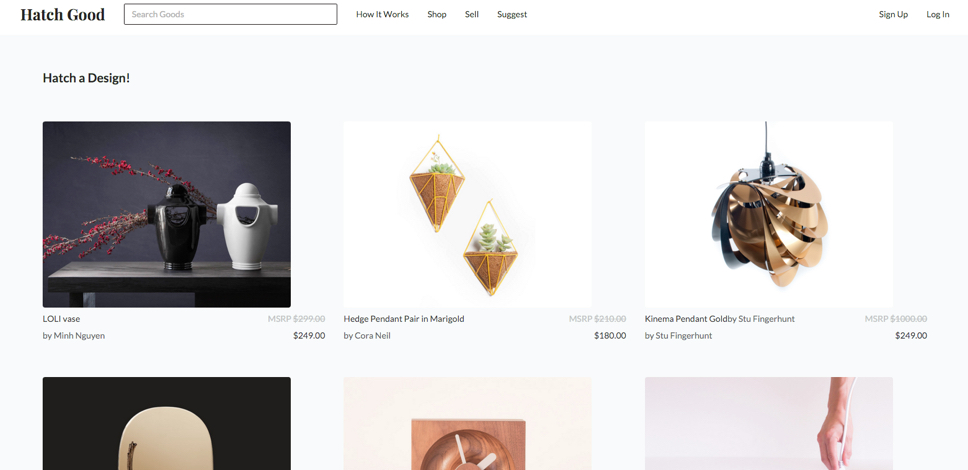 Hatch Good
Search Goods
How It Works
Shop
Sell
Suggest
Sign Up
Log In
Hatch a Design!
LOLI vase
MSRP $299.00
by Minh Nguyen
$249.00
Hedge Pendant Pair in Marigold
MSRP $210.00
by Cora Neil
$180.00
Kinema Pendant Goldby Stu Fingerhunt
MSRP $1000.00
by Stu Fingerhunt
$249.00